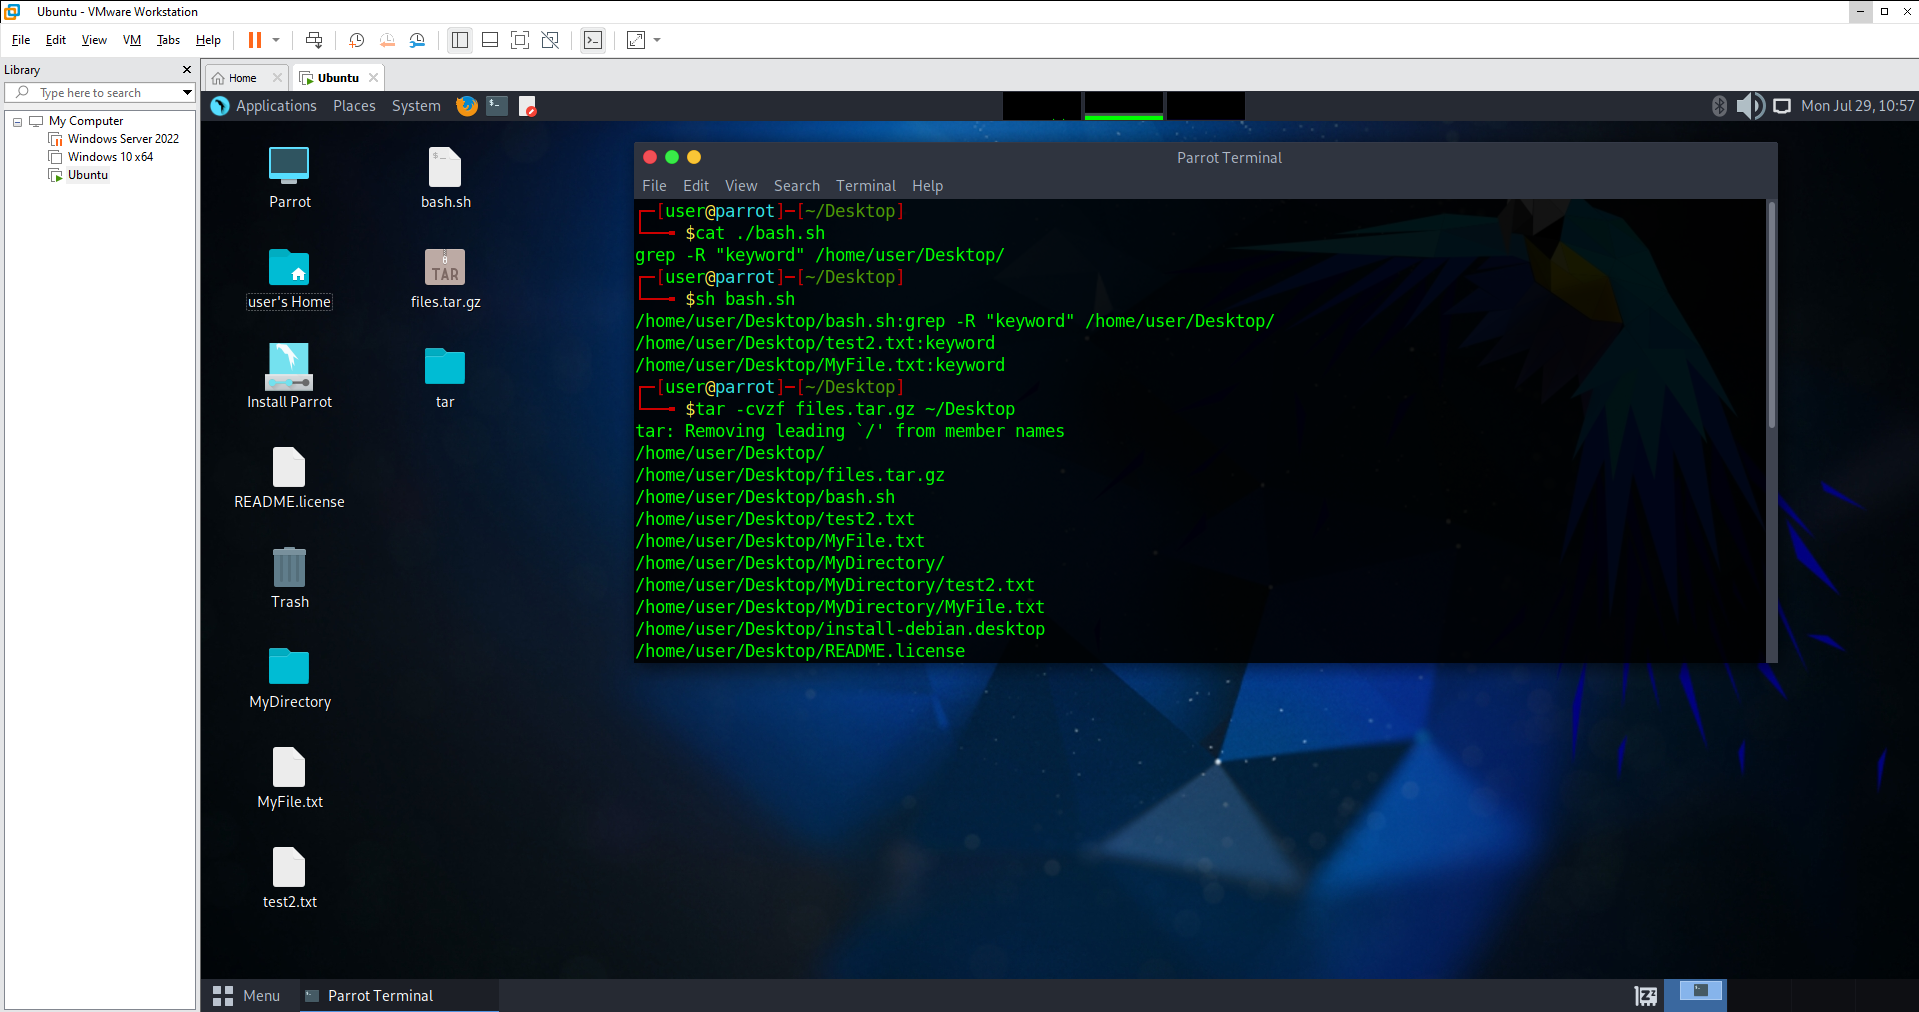 Ubuntu - VMware Workstation
File Edit View VM Tabs Help
Library
Type here to search
My Computer
Windows Server 2022
Windows 10 x64
Ubuntu
Home
Ubuntu
Applications Places System
Mon Jul 29, 10:57
Parrot
user's Home
Install Parrot
README.license
Trash
MyDirectory
MyFile.txt
test2.txt
$_
bash.sh
TAR
files.tar.gz
tar
Parrot Terminal
File Edit View Search Terminal Help
┌─[user@parrot]─[~/Desktop]
└──╼ $cat ./bash.sh
grep -R "keyword" /home/user/Desktop/
┌─[user@parrot]─[~/Desktop]
└──╼ $sh bash.sh
/home/user/Desktop/bash.sh:grep -R "keyword" /home/user/Desktop/
/home/user/Desktop/test2.txt:keyword
/home/user/Desktop/MyFile.txt:keyword
┌─[user@parrot]─[~/Desktop]
└──╼ $tar -cvzf files.tar.gz ~/Desktop
tar: Removing leading `/' from member names
/home/user/Desktop/
/home/user/Desktop/files.tar.gz
/home/user/Desktop/bash.sh
/home/user/Desktop/test2.txt
/home/user/Desktop/MyFile.txt
/home/user/Desktop/MyDirectory/
/home/user/Desktop/MyDirectory/test2.txt
/home/user/Desktop/MyDirectory/MyFile.txt
/home/user/Desktop/install-debian.desktop
/home/user/Desktop/README.license
Menu
Parrot Terminal